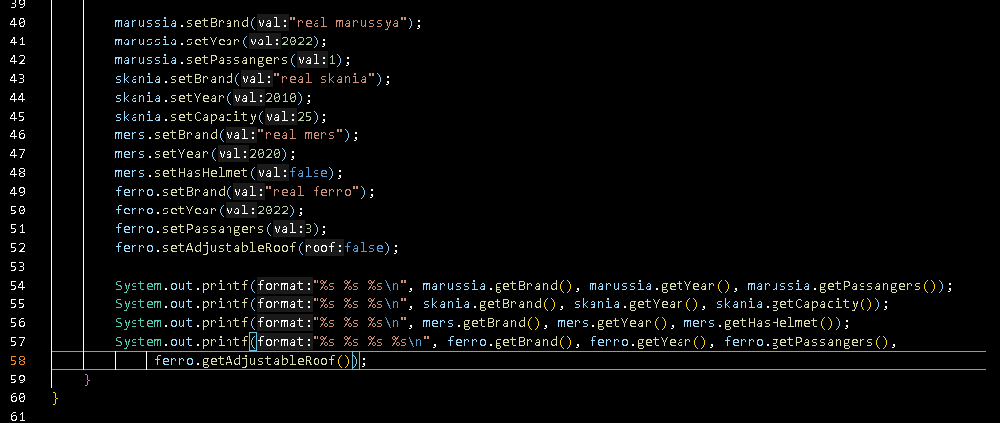 39
40 marussia.setBrand(val:"real marussya");
41 marussia.setYear(val:2022);
42 marussia.setPassangers(val:1);
43 skania.setBrand(val:"real skania");
44 skania.setYear(val:2010);
45 skania.setCapacity(val:25);
46 mers.setBrand(val:"real mers");
47 mers.setYear(val:2020);
48 mers.setHasHelmet(val:false);
49 ferro.setBrand(val:"real ferro");
50 ferro.setYear(val:2022);
51 ferro.setPassangers(val:3);
52 ferro.setAdjustableRoof(roof:false);
53
54 System.out.printf(format:"%s %s %s\n", marussia.getBrand(), marussia.getYear(), marussia.getPassangers());
55 System.out.printf(format:"%s %s %s\n", skania.getBrand(), skania.getYear(), skania.getCapacity());
56 System.out.printf(format:"%s %s %s\n", mers.getBrand(), mers.getYear(), mers.getHasHelmet());
57 System.out.printf(format:"%s %s %s %s\n", ferro.getBrand(), ferro.getYear(), ferro.getPassangers(),
58 ferro.getAdjustableRoof());
59 }
60 }
61